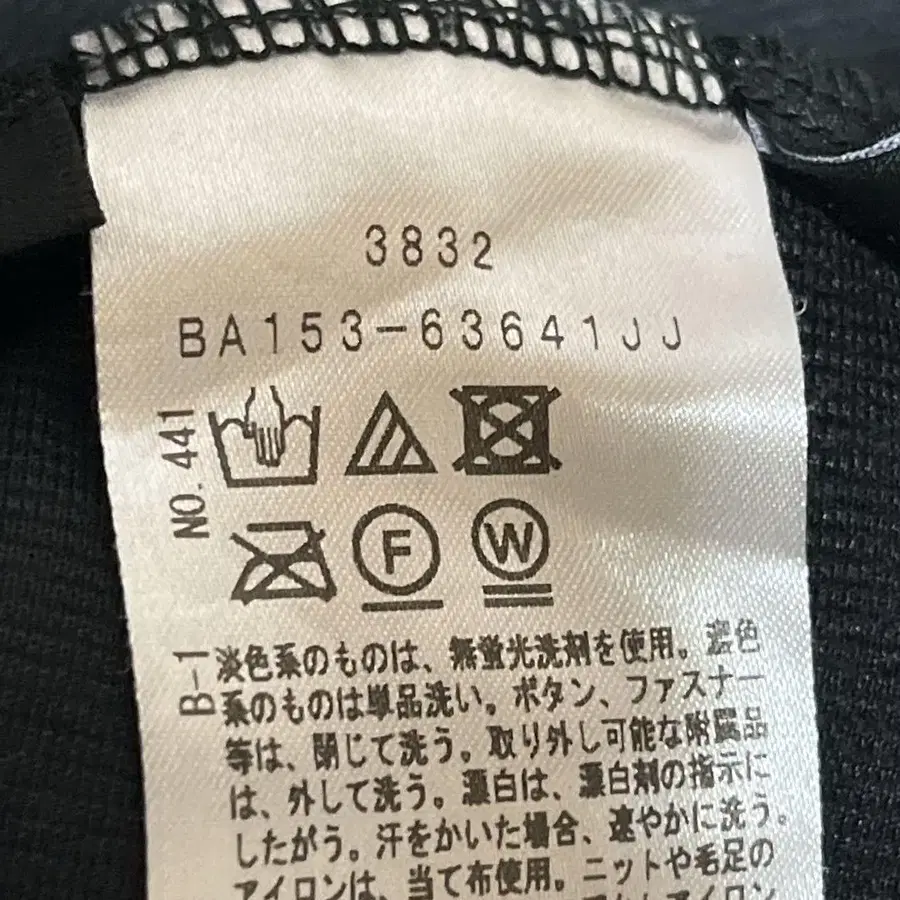 3832
BA153-63641JJ
NO.441
F
W
B-1
淡色系のものは、無蛍光洗剤を使用。濃色
系のものは単品洗い。ボタン、ファスナー
等は、閉じて洗う。取り外し可能な附属品
は、外して洗う。漂白は、漂白剤の指示に
したがう。汗をかいた場合、速やかに洗う。
アイロンは、当て布使用。ニットや毛足の